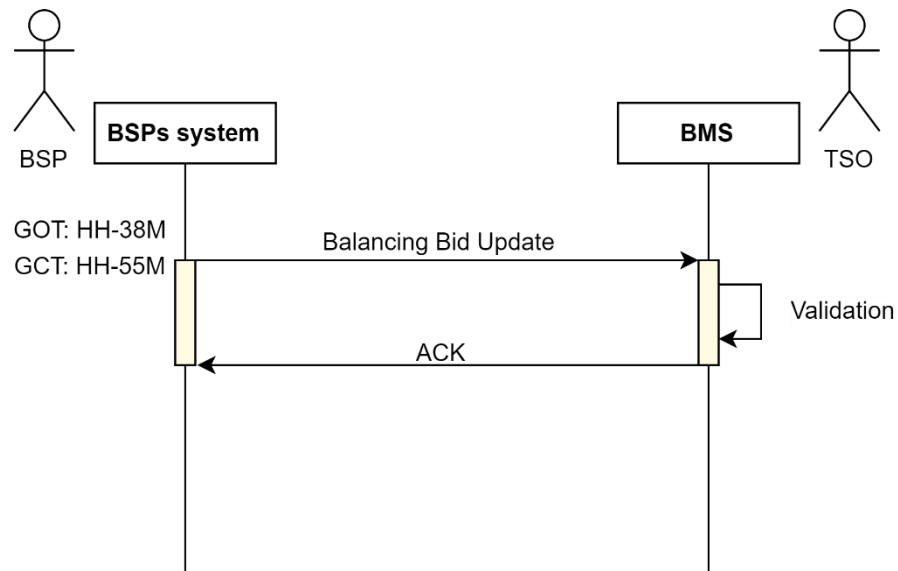 BSPs system
BMS
BSP
TSO
GOT: HH-38M
GCT: HH-55M
Balancing Bid Update
Validation
ACK